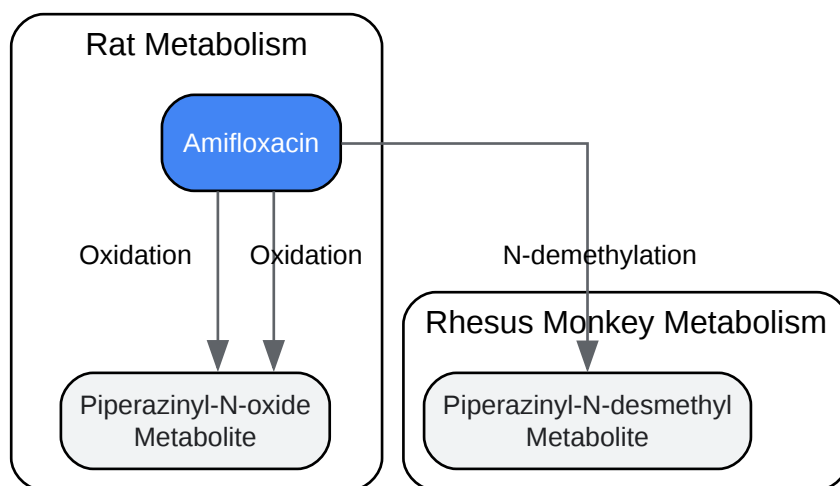 Rat Metabolism
Amifloxacin
Oxidation
Oxidation
N-demethylation
Rhesus Monkey Metabolism
Piperazinyl-N-oxide
Metabolite
Piperazinyl-N-desmethyl
Metabolite